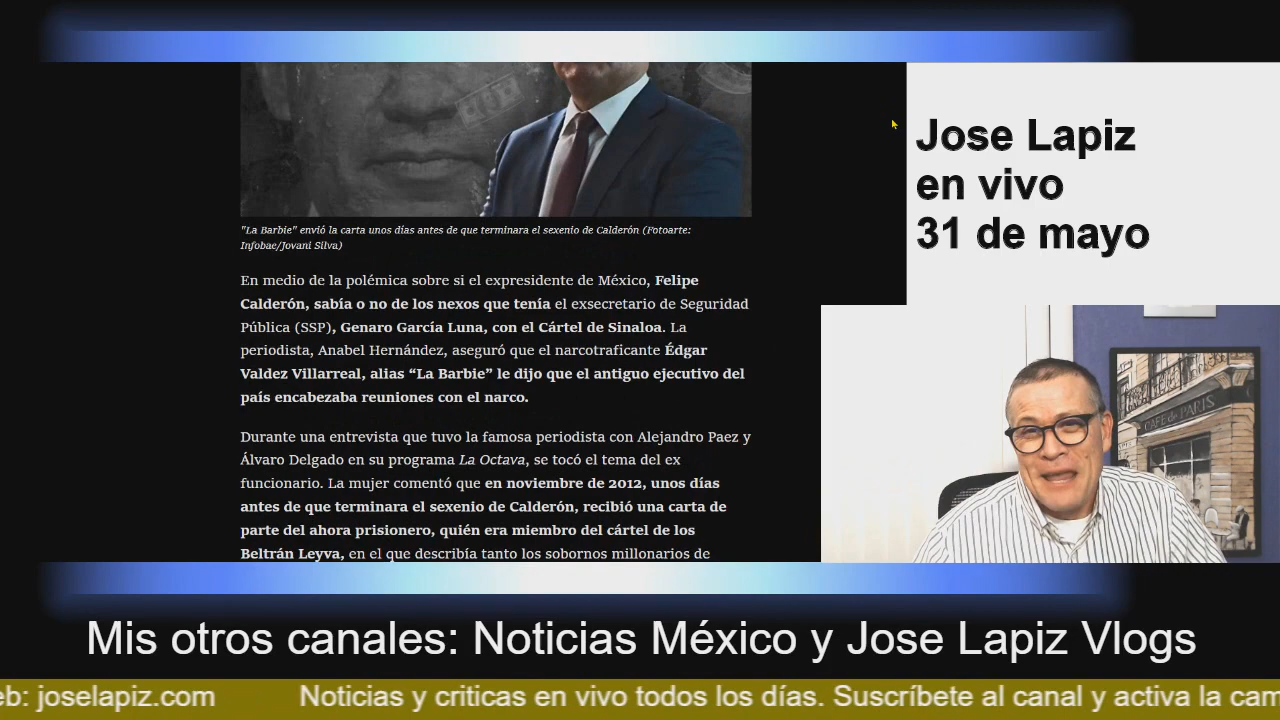 "La Barbie" envió la carta unos días antes de que terminara el sexenio de Calderón (Fotoarte:
Infobae/Jovani Silva)
En medio de la polémica sobre si el expresidente de México, Felipe
Calderón, sabía o no de los nexos que tenía el exsecretario de Seguridad
Pública (SSP), Genaro García Luna, con el Cártel de Sinaloa. La
periodista, Anabel Hernández, aseguró que el narcotraficante Édgar
Valdez Villarreal, alias “La Barbie” le dijo que el antiguo ejecutivo del
país encabezaba reuniones con el narco.
Durante una entrevista que tuvo la famosa periodista con Alejandro Paez y
Álvaro Delgado en su programa La Octava, se tocó el tema del ex
funcionario. La mujer comentó que en noviembre de 2012, unos días
antes de que terminara el sexenio de Calderón, recibió una carta de
parte del ahora prisionero, quién era miembro del cártel de los
Beltrán Leyva, en el que describía tanto los sobornos millonarios de
Jose Lapiz
en vivo
31 de mayo
CAFE de PARIS
Mis otros canales: Noticias México y Jose Lapiz Vlogs
eb: joselapiz.com Noticias y criticas en vivo todos los días. Suscríbete al canal y activa la cam